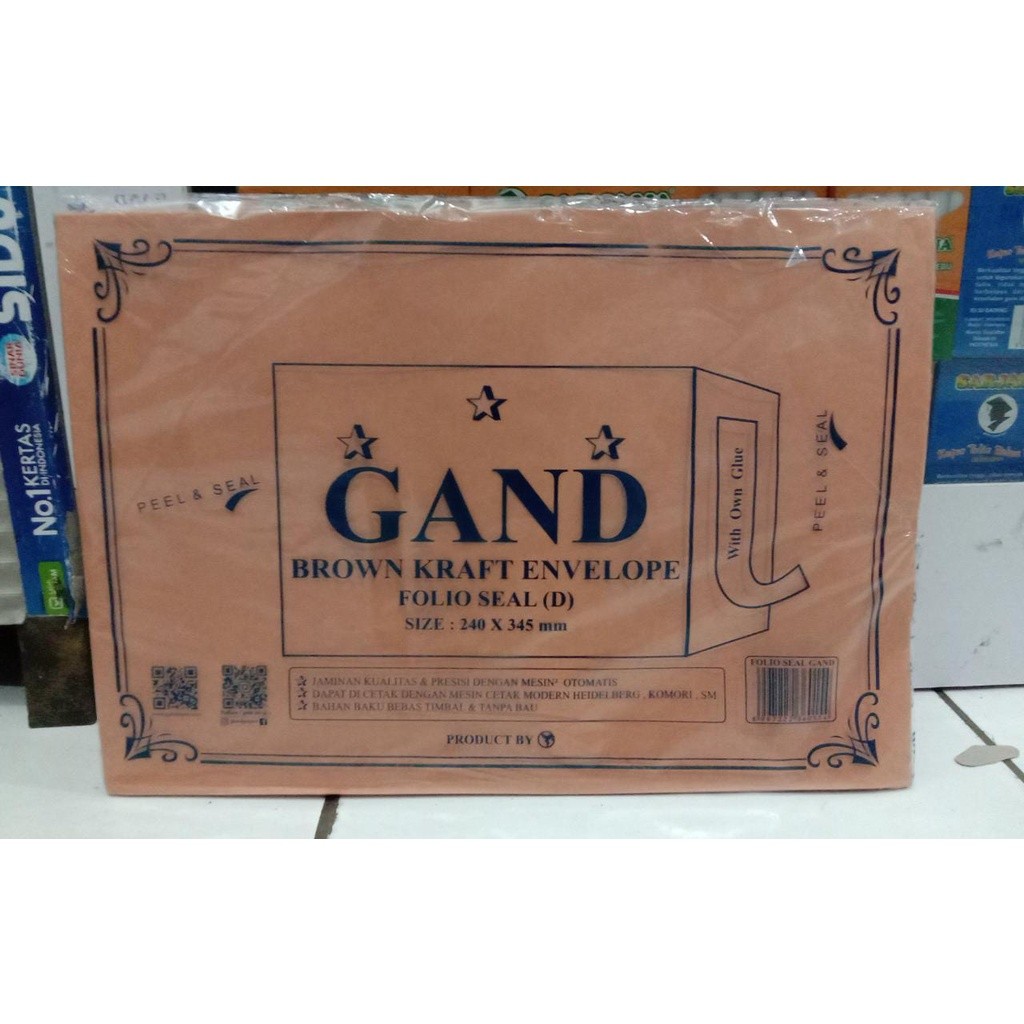 SIDU
SINAR DUNIA
No.1 KERTAS
DI INDONESIA
PEEL & SEAL
GAND
BROWN KRAFT ENVELOPE
FOLIO SEAL (D)
SIZE : 240 X 345 mm
With Own Glue
PEEL & SEAL
JAMINAN KUALITAS & PRESISI DENGAN MESIN² OTOMATIS
DAPAT DI CETAK DENGAN MESIN CETAK MODERN HEIDELBERG , KOMORI , SM
BAHAN BAKU BEBAS TIMBAL & TANPA BAU
FOLIO SEAL GAND
PRODUCT BY